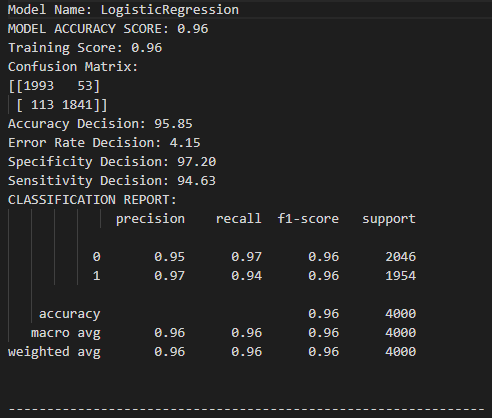 Model Name: LogisticRegression
MODEL ACCURACY SCORE: 0.96
Training Score: 0.96
Confusion Matrix:
[[1993   53]
 [ 113 1841]]
Accuracy Decision: 95.85
Error Rate Decision: 4.15
Specificity Decision: 97.20
Sensitivity Decision: 94.63
CLASSIFICATION REPORT:
              precision    recall  f1-score   support
           0       0.95      0.97      0.96      2046
           1       0.97      0.94      0.96      1954
    accuracy                           0.96      4000
   macro avg       0.96      0.96      0.96      4000
weighted avg       0.96      0.96      0.96      4000
--------------------------------------------------------------